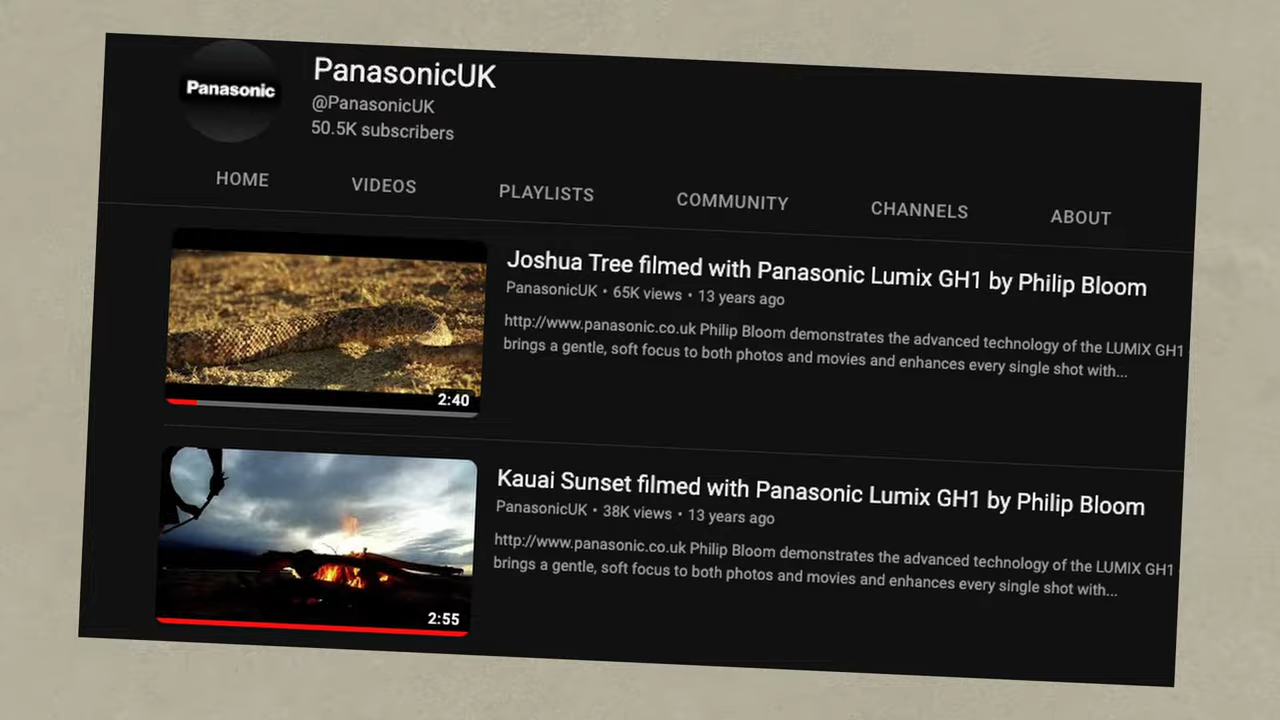 Panasonic
PanasonicUK
@PanasonicUK
50.5K subscribers
HOME VIDEOS PLAYLISTS COMMUNITY CHANNELS ABOUT
2:40
Joshua Tree filmed with Panasonic Lumix GH1 by Philip Bloom
PanasonicUK • 65K views • 13 years ago
http://www.panasonic.co.uk Philip Bloom demonstrates the advanced technology of the LUMIX GH1
brings a gentle, soft focus to both photos and movies and enhances every single shot with...
2:55
Kauai Sunset filmed with Panasonic Lumix GH1 by Philip Bloom
PanasonicUK • 38K views • 13 years ago
http://www.panasonic.co.uk Philip Bloom demonstrates the advanced technology of the LUMIX GH1
brings a gentle, soft focus to both photos and movies and enhances every single shot with...